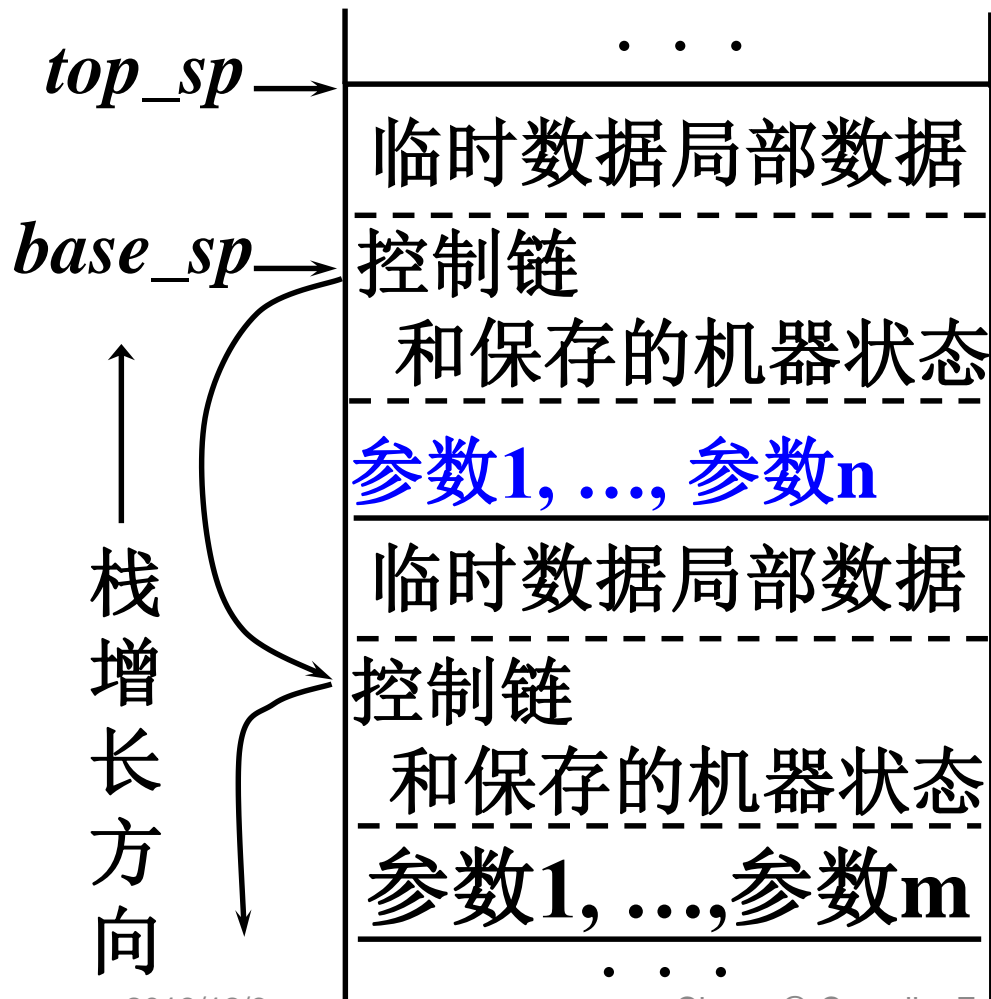 . . .
top_sp
临时数据局部数据
base_sp
控制链
和保存的机器状态
参数1, …, 参数n
临时数据局部数据
控制链
和保存的机器状态
参数1, …,参数m
. . .
栈增长方向